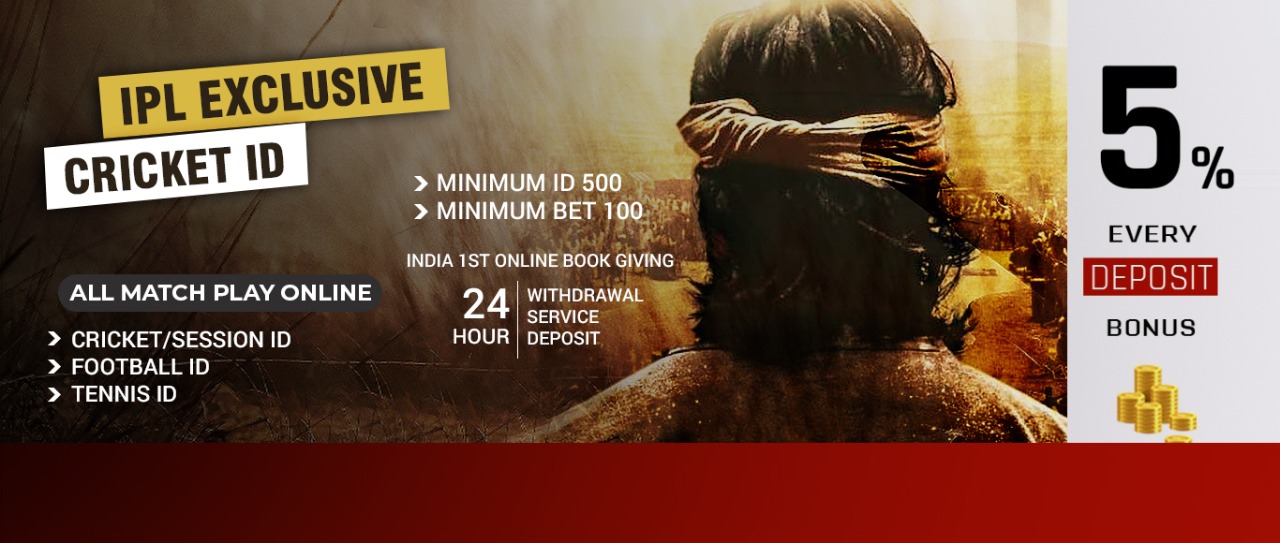 IPL EXCLUSIVE
CRICKET ID
MINIMUM ID 500
MINIMUM BET 100
INDIA 1ST ONLINE BOOK GIVING
24
HOUR
WITHDRAWAL
SERVICE
DEPOSIT
ALL MATCH PLAY ONLINE
CRICKET/SESSION ID
FOOTBALL ID
TENNIS ID
5%
EVERY
DEPOSIT
BONUS